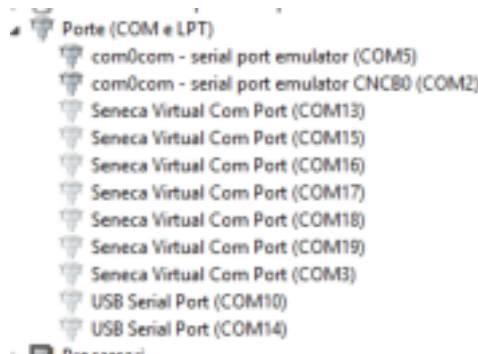 Porte (COM e LPT)
com0com - serial port emulator (COM5)
com0com - serial port emulator CNCB0 (COM2)
Seneca Virtual Com Port (COM13)
Seneca Virtual Com Port (COM15)
Seneca Virtual Com Port (COM16)
Seneca Virtual Com Port (COM17)
Seneca Virtual Com Port (COM18)
Seneca Virtual Com Port (COM19)
Seneca Virtual Com Port (COM3)
USB Serial Port (COM10)
USB Serial Port (COM14)